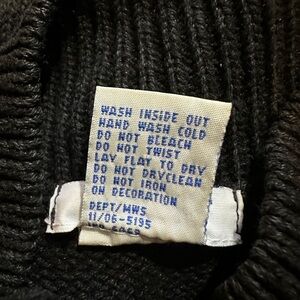 WASH INSIDE OUT
HAND WASH COLD
DO NOT BLEACH
DO NOT TWIST
LAY FLAT TO DRY
DO NOT DRYCLEAN
DO NOT IRON
ON DECORATION
DEPT/MWS
11/06-5195